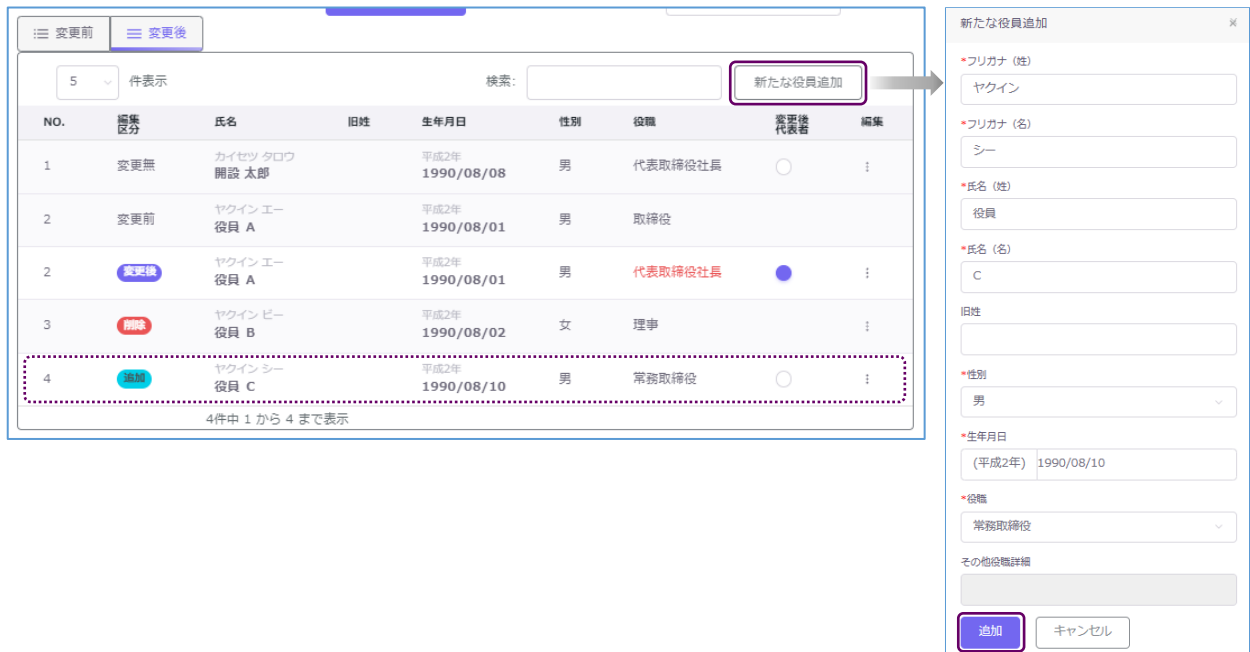 変更前 変更後
5 件表示 検索: 新たな役員追加
NO. 編集区分 氏名 旧姓 生年月日 性別 役職 変更後代表者 編集
カイセツ タロウ 平成2年
1 変更無 開設 太郎 1990/08/08 男 代表取締役社長
ヤクイン エー 平成2年
2 変更前 役員 A 1990/08/01 男 取締役
ヤクイン エー 平成2年
2 変更後 役員 A 1990/08/01 男 代表取締役社長
ヤクイン ビー 平成2年
3 削除 役員 B 1990/08/02 女 理事
ヤクイン シー 平成2年
4 追加 役員 C 1990/08/10 男 常務取締役
4件中 1 から 4 まで表示
新たな役員追加
*フリガナ（姓）
ヤクイン
*フリガナ（名）
シー
*氏名（姓）
役員
*氏名（名）
C
旧姓
*性別
男
*生年月日
(平成2年) 1990/08/10
*役職
常務取締役
その他役職詳細
追加 キャンセル